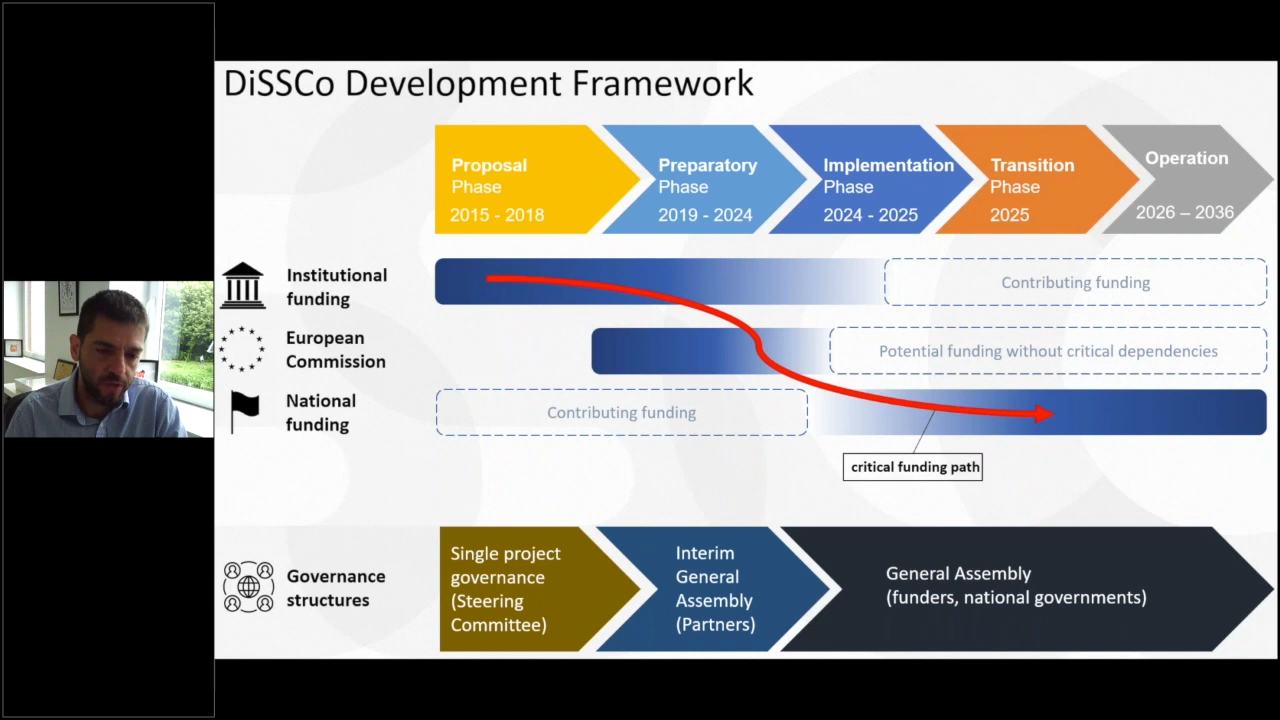 DiSSCo Development Framework
Proposal
Phase
2015 - 2018
Preparatory
Phase
2019 - 2024
Implementation
Phase
2024 - 2025
Transition
Phase
2025
Operation
2026 – 2036
Institutional
funding
Contributing funding
European
Commission
Potential funding without critical dependencies
National
funding
Contributing funding
critical funding path
Governance
structures
Single project
governance
(Steering
Committee)
Interim
General
Assembly
(Partners)
General Assembly
(funders, national governments)